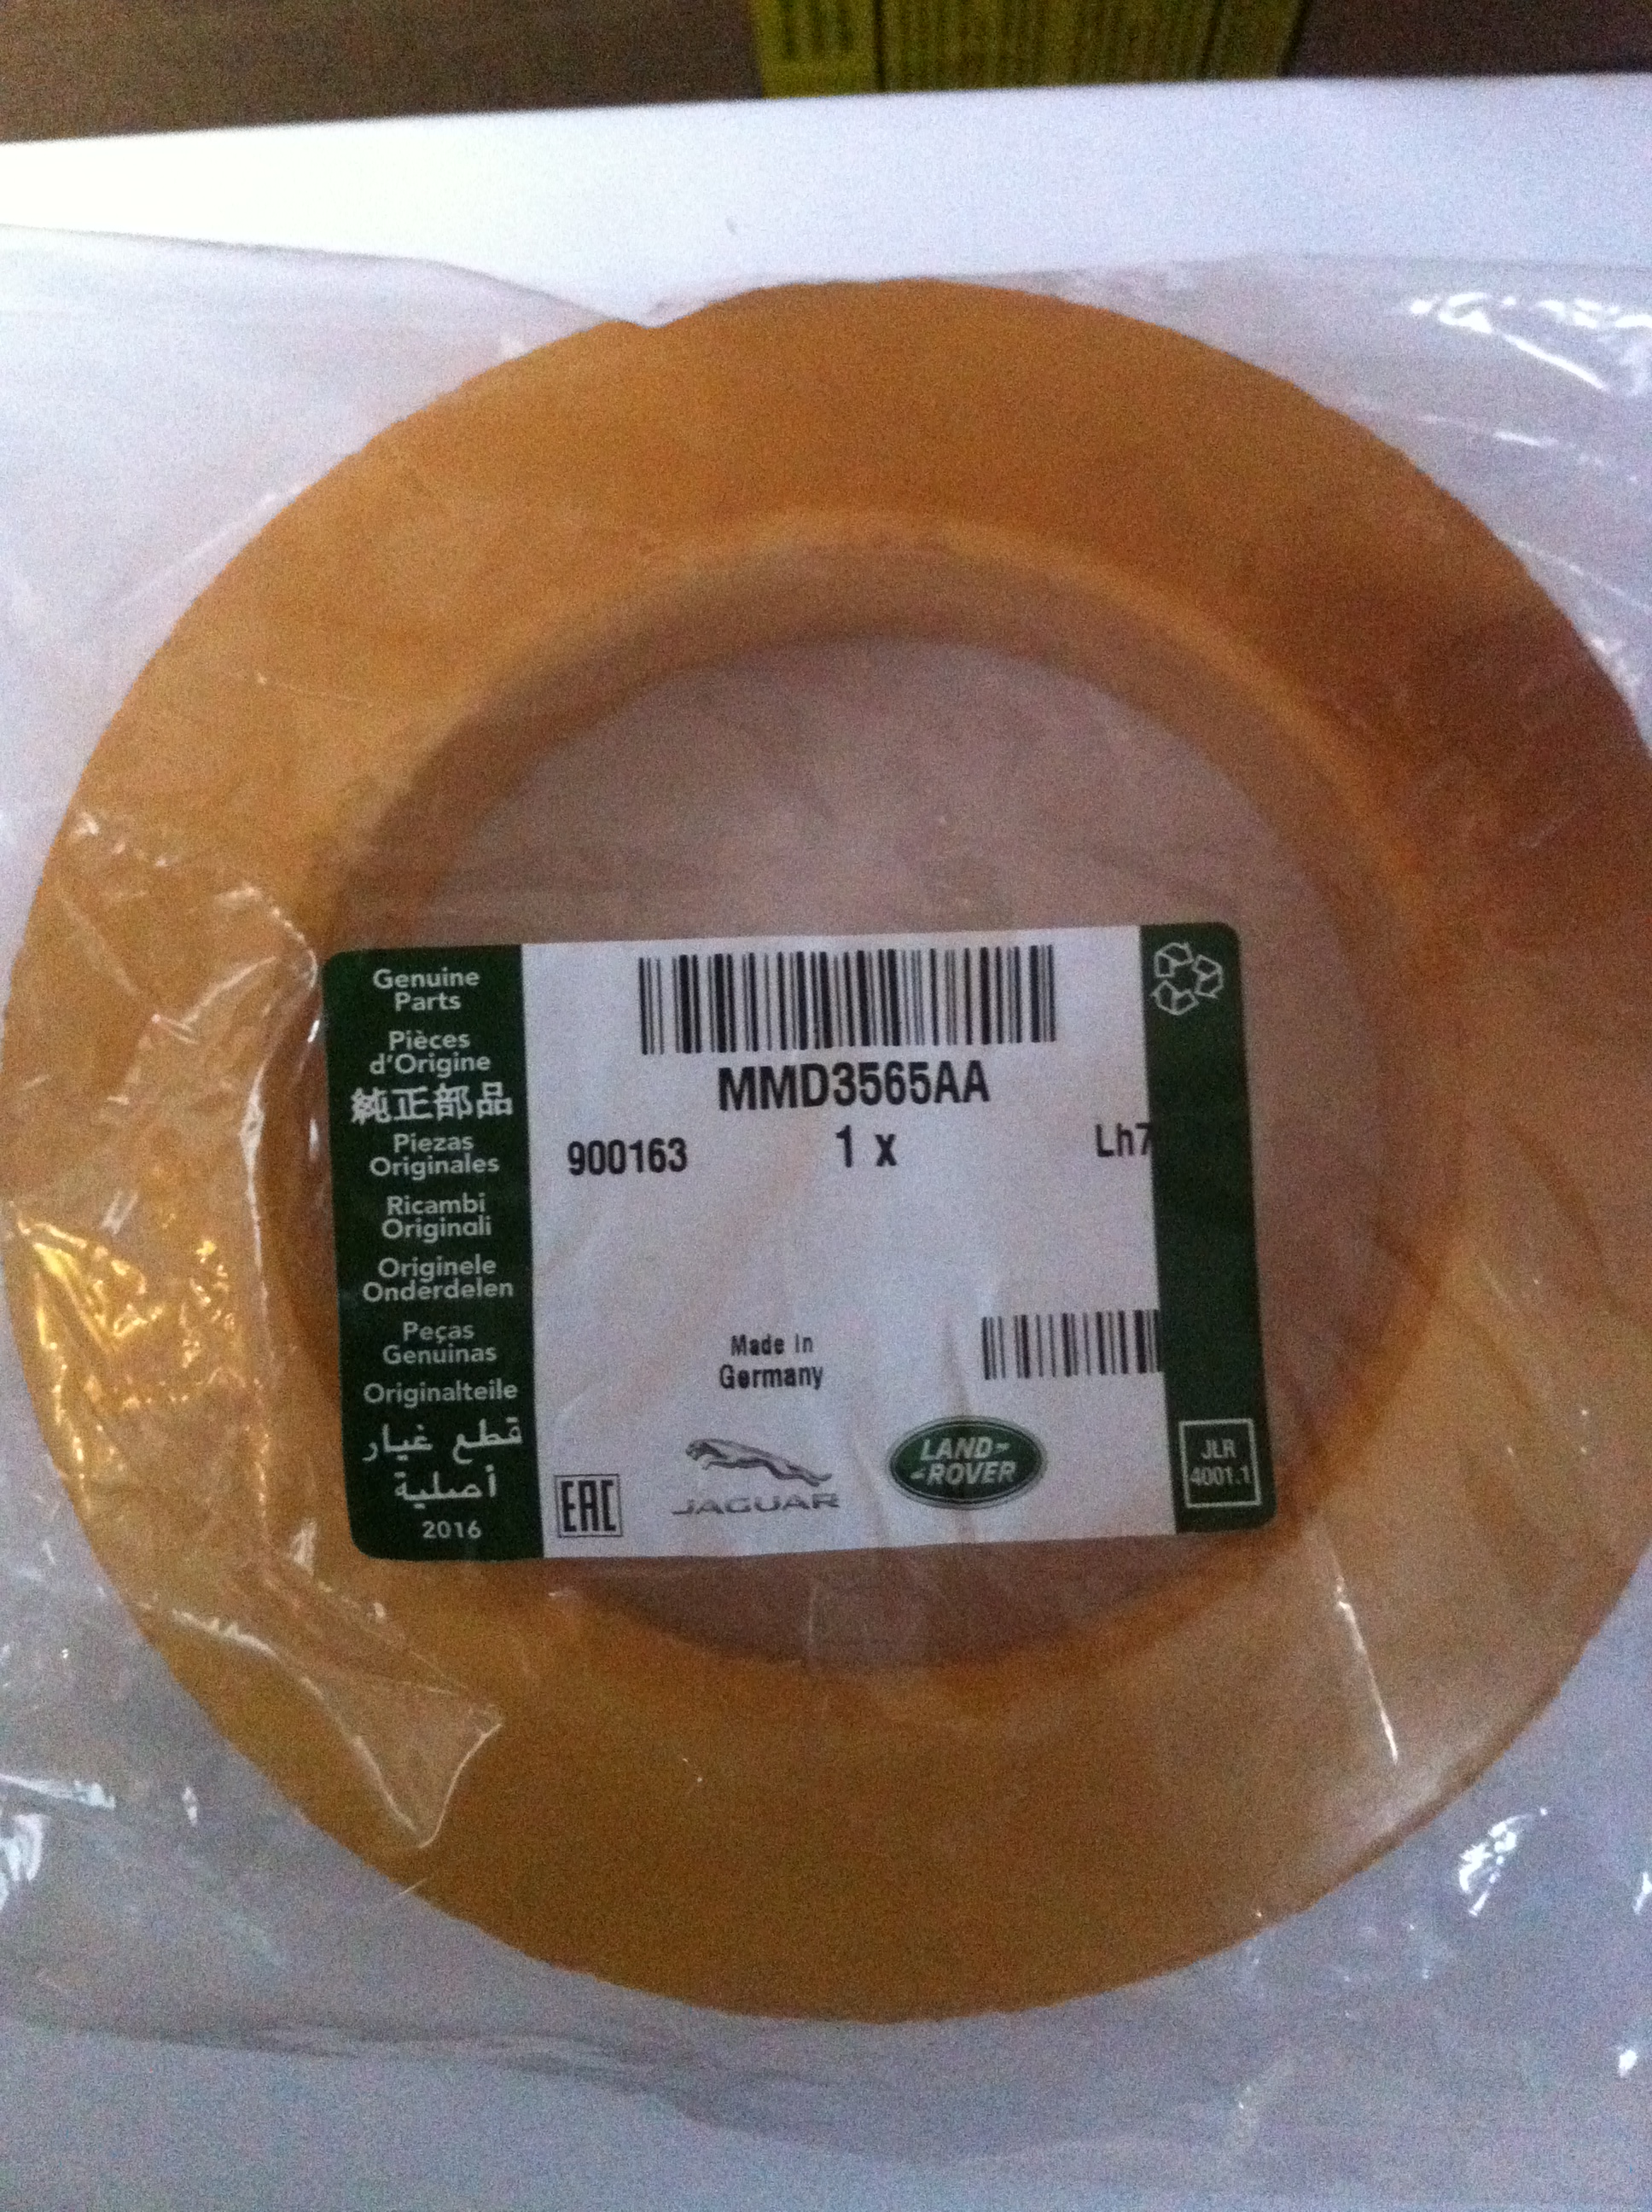 Genuine
Parts
Pièces
d'Origine
純正部品
Piezas
Originales
Ricambi
Originali
Originele
Onderdelen
Peças
Genuinas
Originalteile
قطع غيار
أصلية
2016
MMD3565AA
900163 1 x Lh7
Made In
Germany
EAC
JAGUAR
LAND-
-ROVER
JLR
4001.1